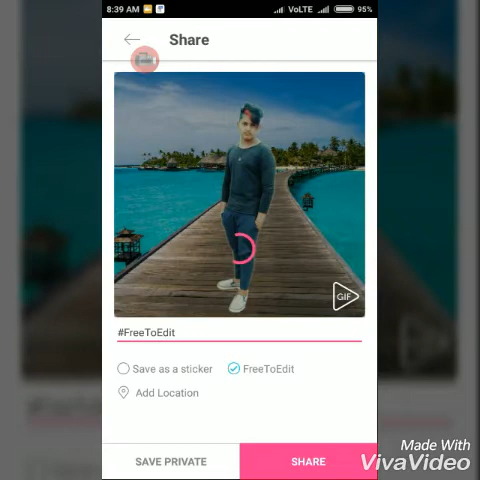 8:39 AM VoLTE 95%
Share
GIF
#FreeToEdit
Save as a sticker FreeToEdit
Add Location
SAVE PRIVATE SHARE
Made With
VivaVideo